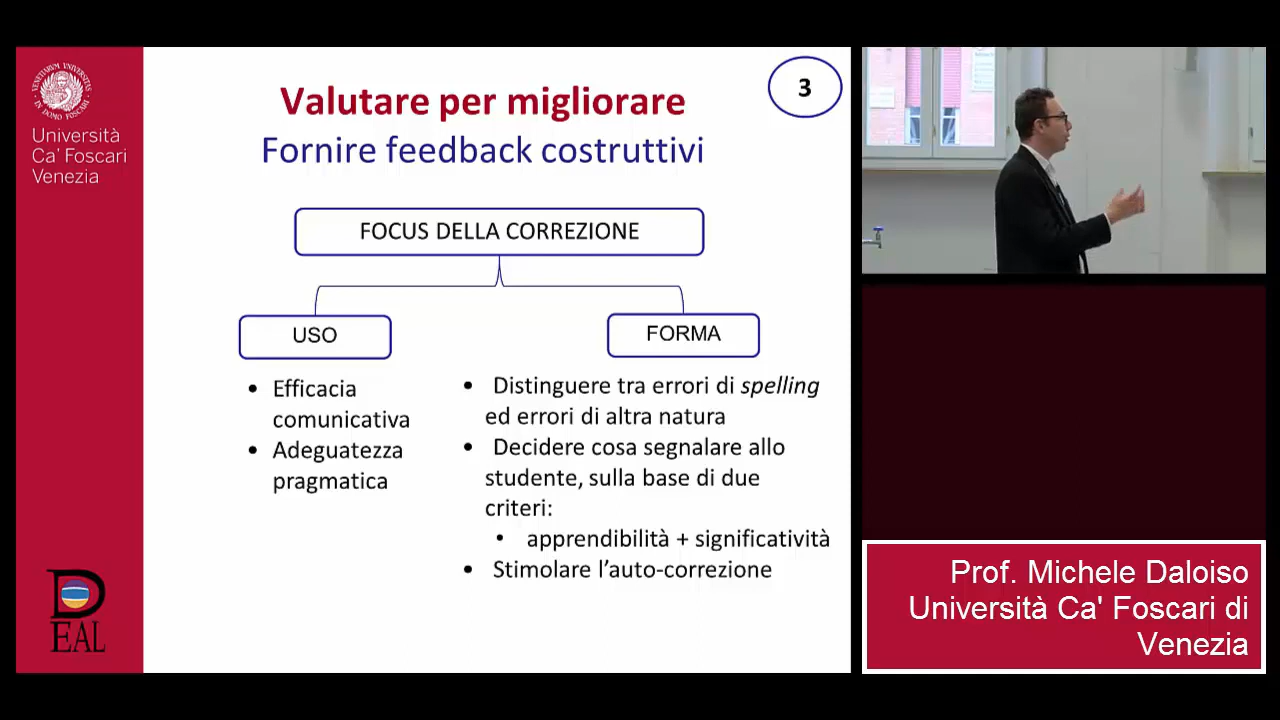 Università
Ca' Foscari
Venezia
3
Valutare per migliorare
Fornire feedback costruttivi
FOCUS DELLA CORREZIONE
USO
FORMA
• Efficacia
comunicativa
• Adeguatezza
pragmatica
• Distinguere tra errori di spelling
ed errori di altra natura
• Decidere cosa segnalare allo
studente, sulla base di due
criteri:
• apprendibilità + significatività
• Stimolare l'auto-correzione
DEAL
Prof. Michele Daloiso
Università Ca' Foscari di
Venezia